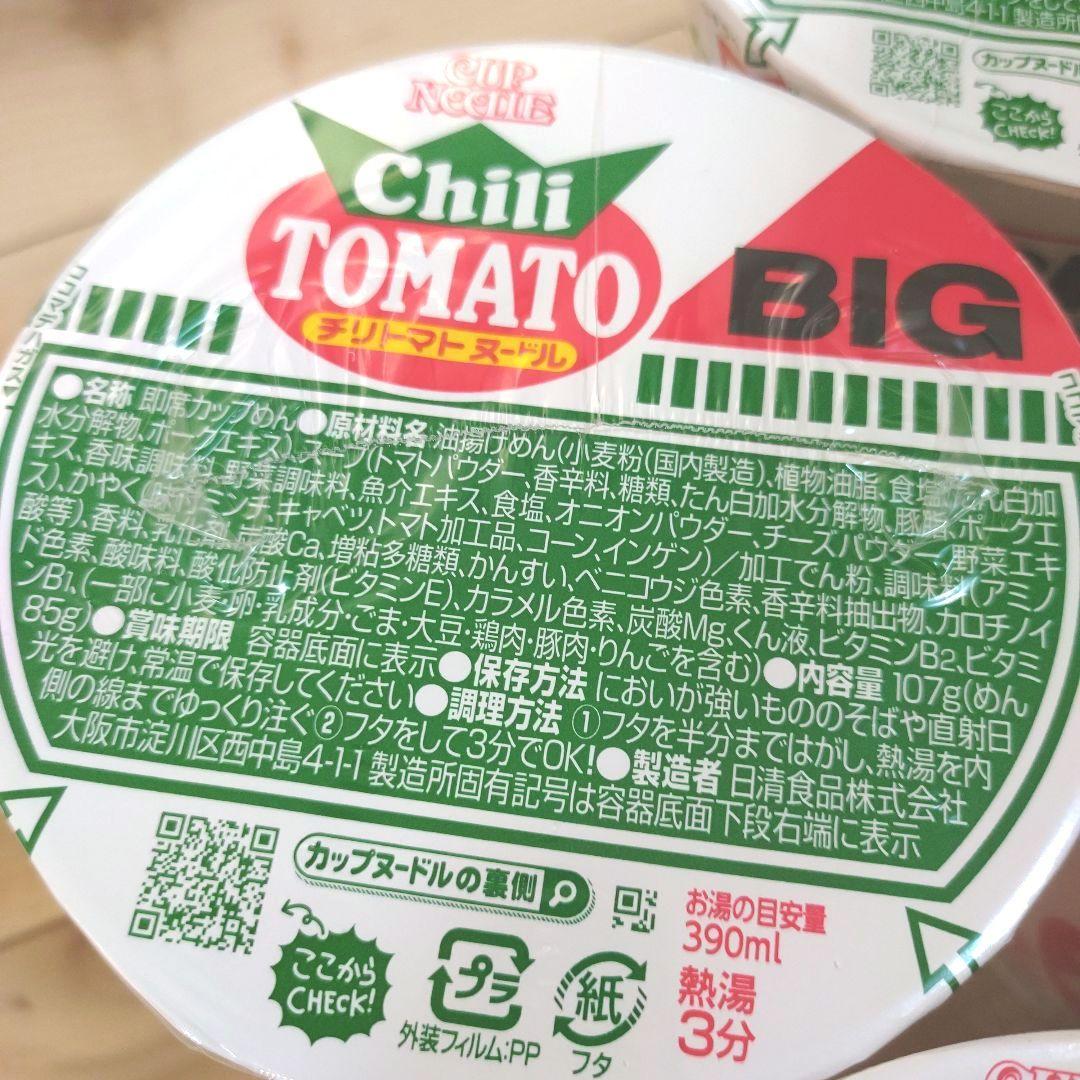 CUP
NOODLE
Chili
TOMATO
チリトマトヌードル
BIG
●名称 即席カップめん●原材料名 油揚げめん(小麦粉(国内製造)、植物油脂、食塩、たん白加
水分解物、ポークエキス)、スープ(トマトパウダー、香辛料、糖類、たん白加水分解物、豚脂、ポークエ
キス、香味調味料、野菜調味料、魚介エキス、食塩、オニオンパウダー、チーズパウダー、野菜エキ
ス)、かやく(ミンチ、キャベツ、トマト加工品、コーン、インゲン)/加工でん粉、調味料(アミノ
酸等)、香料、乳化剤、炭酸Ca、増粘多糖類、かんすい、ベニコウジ色素、香辛料抽出物、カロチノイ
ド色素、酸味料、酸化防止剤(ビタミンE)、カラメル色素、炭酸Mg、くん液、ビタミンB2、ビタミ
ンB1、(一部に小麦・卵・乳成分・ごま・大豆・鶏肉・豚肉・りんごを含む)●内容量 107g(めん
85g)●賞味期限 容器底面に表示●保存方法 においが強いもののそばや直射日
光を避け、常温で保存してください●調理方法 ①フタを半分まではがし、熱湯を内
側の線までゆっくり注ぐ②フタをして3分でOK!●製造者 日清食品株式会社
大阪市淀川区西中島4-1-1 製造所固有記号は容器底面下段右端に表示
カップヌードルの裏側
ここから
CHECK!
プラ
外装フィルム:PP
紙
フタ
お湯の目安量
390ml
熱湯
3分
西中島4-1-1 製造所
カップヌードル
ここから
CHECK!